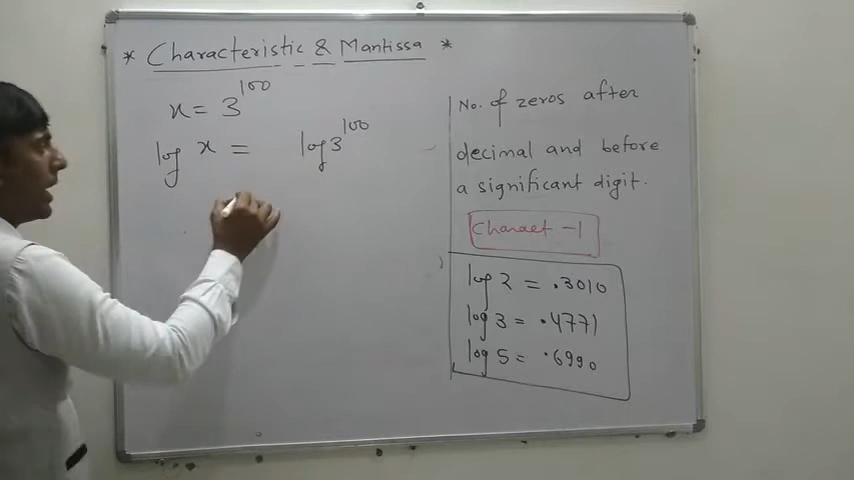 * Characteristic & Mantissa *
x = 3^100
log x = log 3^100
No. of zeros after
decimal and before
a significant digit.
Charact - 1
log 2 = .3010
log 3 = .4771
log 5 = .6990